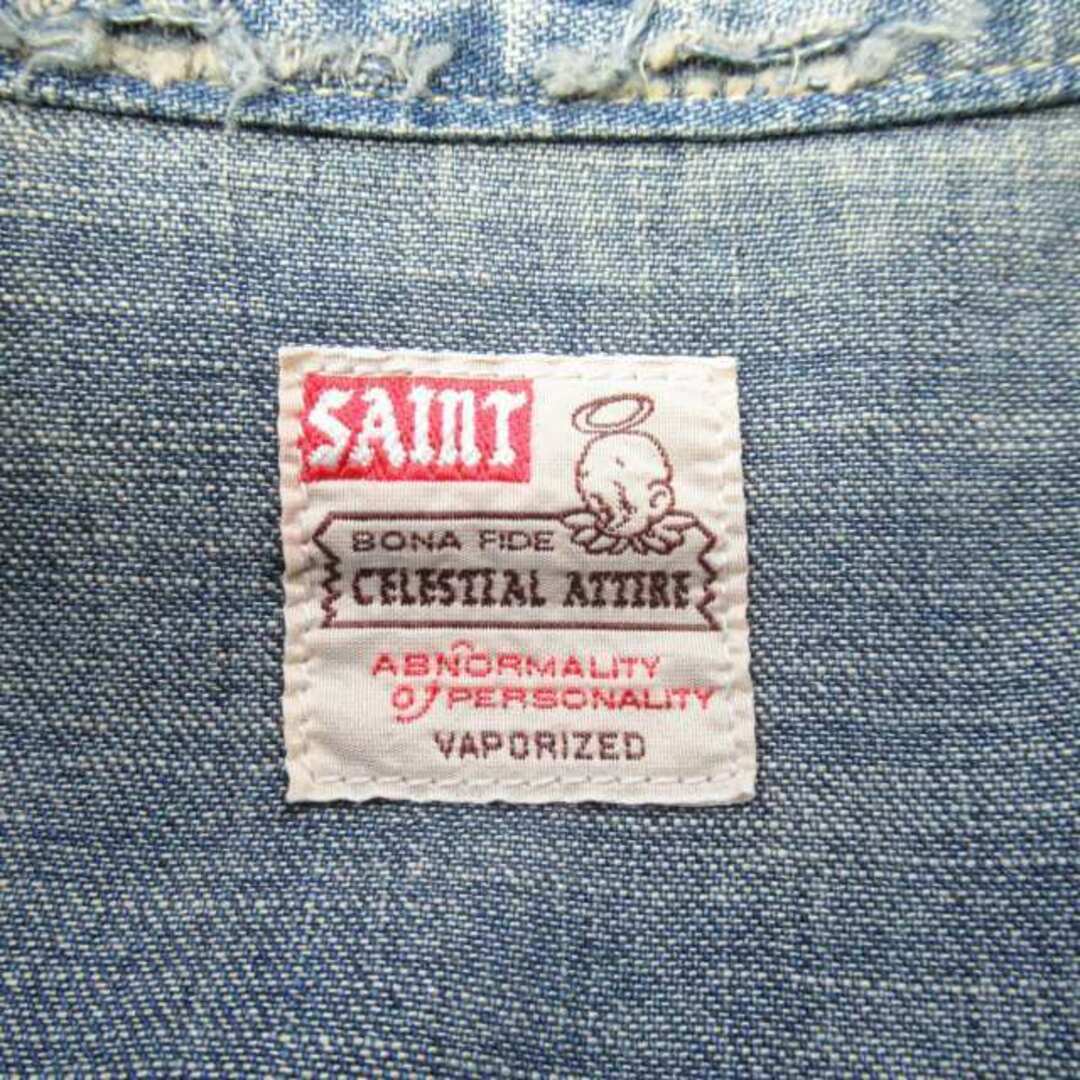 SAINT
BONA FIDE
CELESTIAL ATTIRE
ABNORMALITY
of PERSONALITY
VAPORIZED